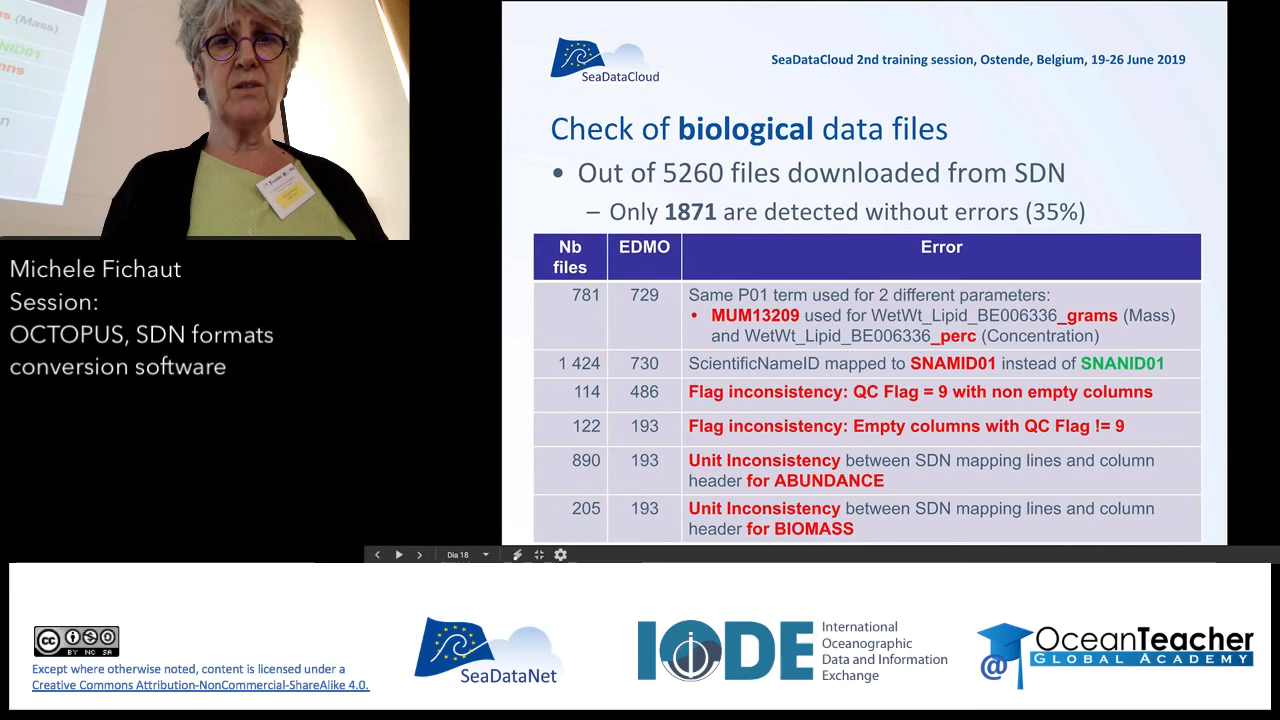 s (Mass)
NID01
mns
SeaDataCloud
SeaDataCloud 2nd training session, Ostende, Belgium, 19-26 June 2019
Check of biological data files
• Out of 5260 files downloaded from SDN
– Only 1871 are detected without errors (35%)
Nb files EDMO Error
781 729 Same P01 term used for 2 different parameters:
• MUM13209 used for WetWt_Lipid_BE006336_grams (Mass)
and WetWt_Lipid_BE006336_perc (Concentration)
1 424 730 ScientificNameID mapped to SNAMID01 instead of SNANID01
114 486 Flag inconsistency: QC Flag = 9 with non empty columns
122 193 Flag inconsistency: Empty columns with QC Flag != 9
890 193 Unit Inconsistency between SDN mapping lines and column
header for ABUNDANCE
205 193 Unit Inconsistency between SDN mapping lines and column
header for BIOMASS
Dia 18
Michele Fichaut
Session:
OCTOPUS, SDN formats
conversion software
cc
BY NC SA
Except where otherwise noted, content is licensed under a
Creative Commons Attribution-NonCommercial-ShareAlike 4.0.
SeaDataNet
IODE
International
Oceanographic
Data and Information
Exchange
@
OceanTeacher
GLOBAL ACADEMY